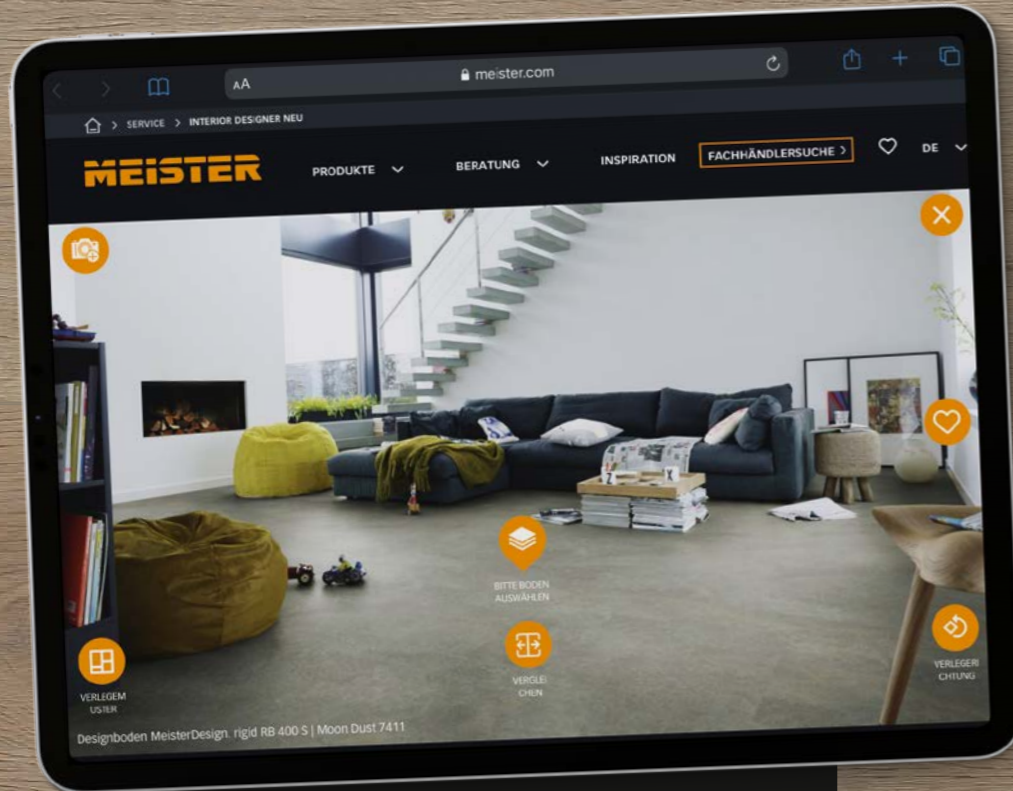 AA
meister.com
SERVICE > INTERIOR DESIGNER NEU
MEISTER
PRODUKTE
BERATUNG
INSPIRATION
FACHHÄNDLERSUCHE >
DE
Z
X
BITTE BODEN
AUSWÄHLEN
VERLEGEM
USTER
VERGLEI
CHEN
VERLEGERI
CHTUNG
Designboden MeisterDesign. rigid RB 400 S | Moon Dust 7411